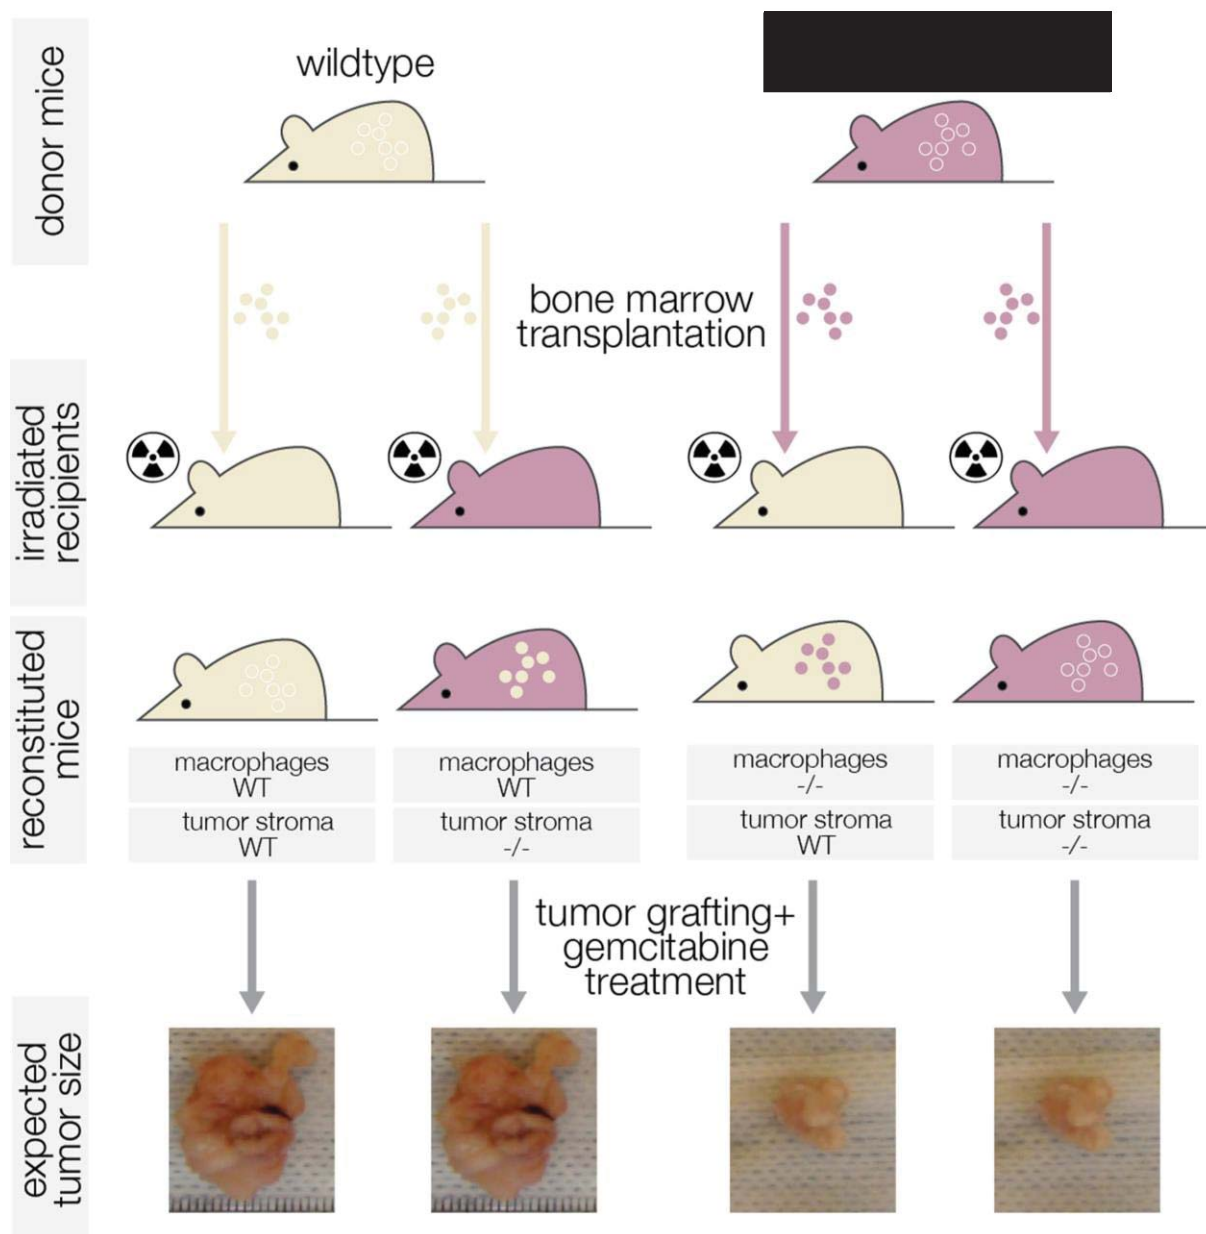 donor mice
wildtype
bone marrow
transplantation
irradiated
recipients
reconstituted
mice
macrophages
WT
macrophages
WT
macrophages
-/-
macrophages
-/-
tumor stroma
WT
tumor stroma
-/-
tumor stroma
WT
tumor stroma
-/-
tumor grafting+
gemcitabine
treatment
expected
tumor size